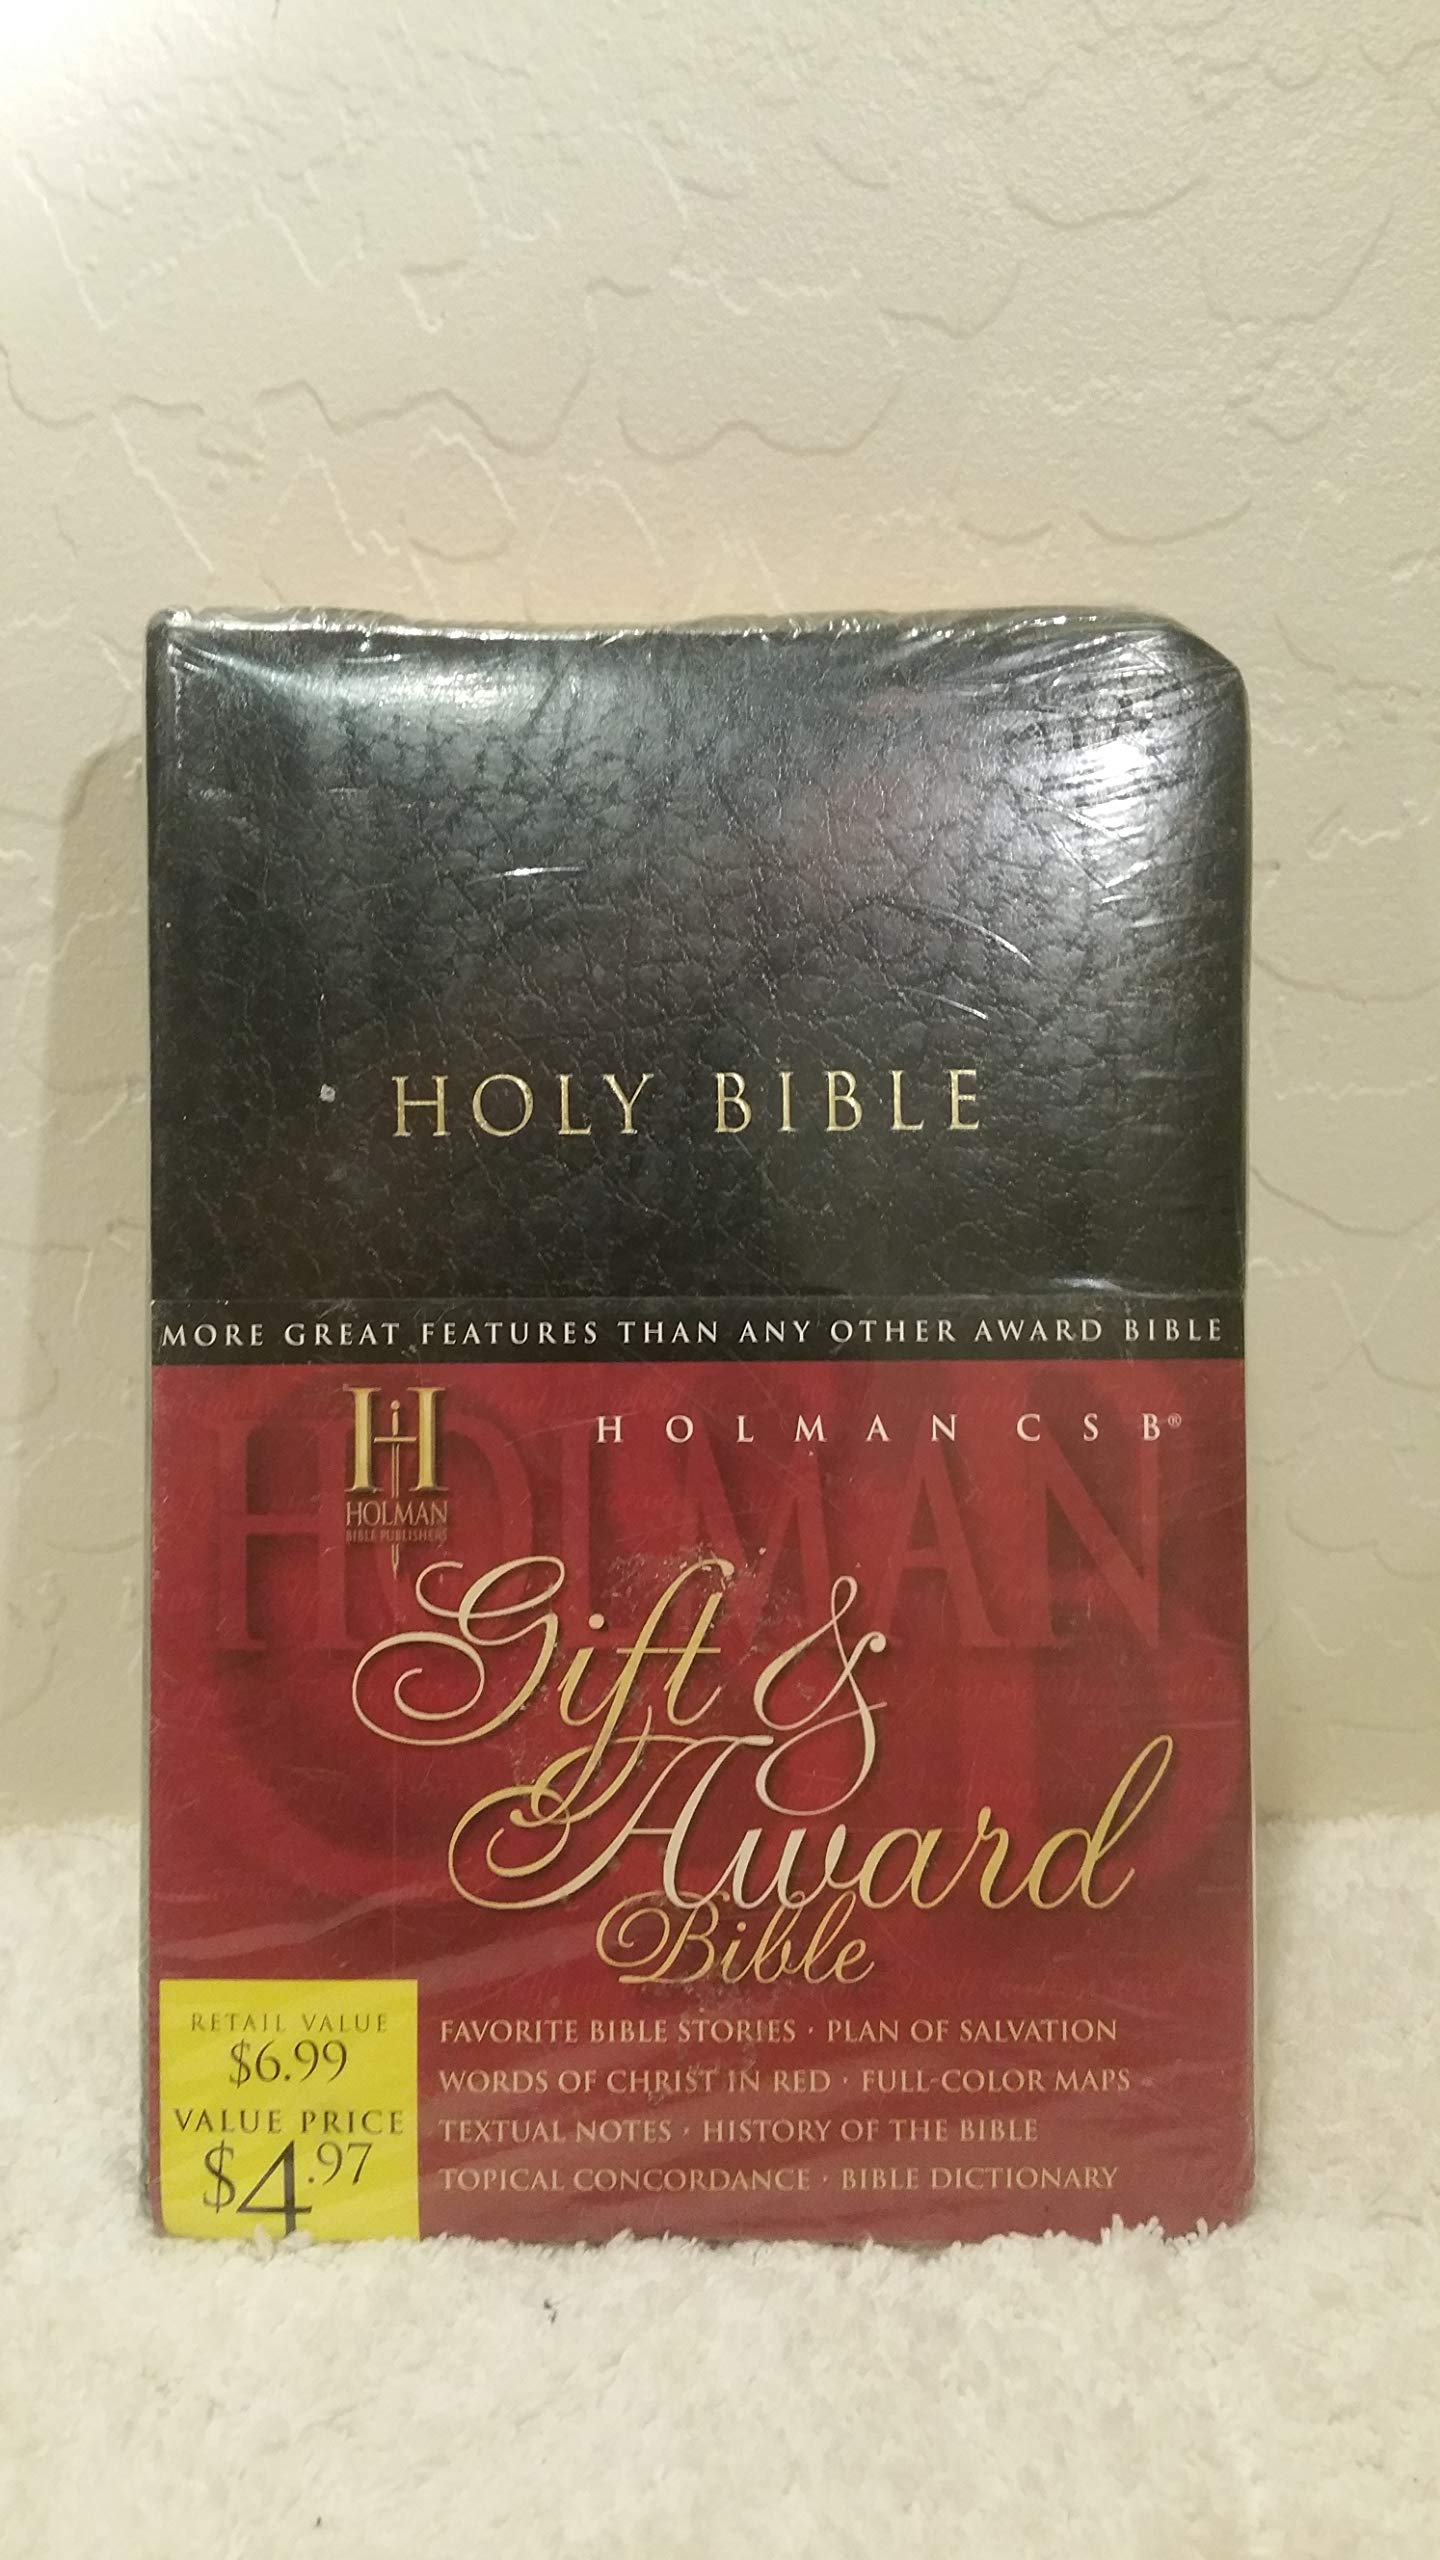 HOLY BIBLE
MORE GREAT FEATURES THAN ANY OTHER AWARD BIBLE
H
HOLMAN
BIBLE PUBLISHERS
HOLMAN CSB®
HOLMAN
Gift &
Award
Bible
RETAIL VALUE
$6.99
VALUE PRICE
$4.97
FAVORITE BIBLE STORIES · PLAN OF SALVATION
WORDS OF CHRIST IN RED · FULL-COLOR MAPS
TEXTUAL NOTES · HISTORY OF THE BIBLE
TOPICAL CONCORDANCE · BIBLE DICTIONARY